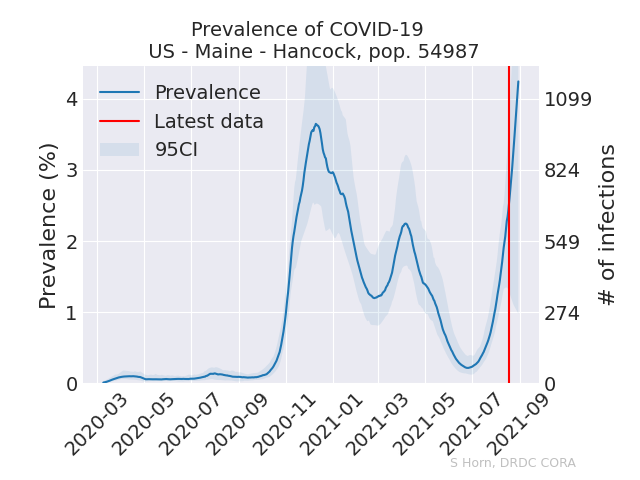 Prevalence of COVID-19
US - Maine - Hancock, pop. 54987
Prevalence
Latest data
95CI
Prevalence (%)
4
3
2
1
0
1099
824
549
274
0
# of infections
2020-03
2020-05
2020-07
2020-09
2020-11
2021-01
2021-03
2021-05
2021-07
2021-09
S Horn, DRDC CORA